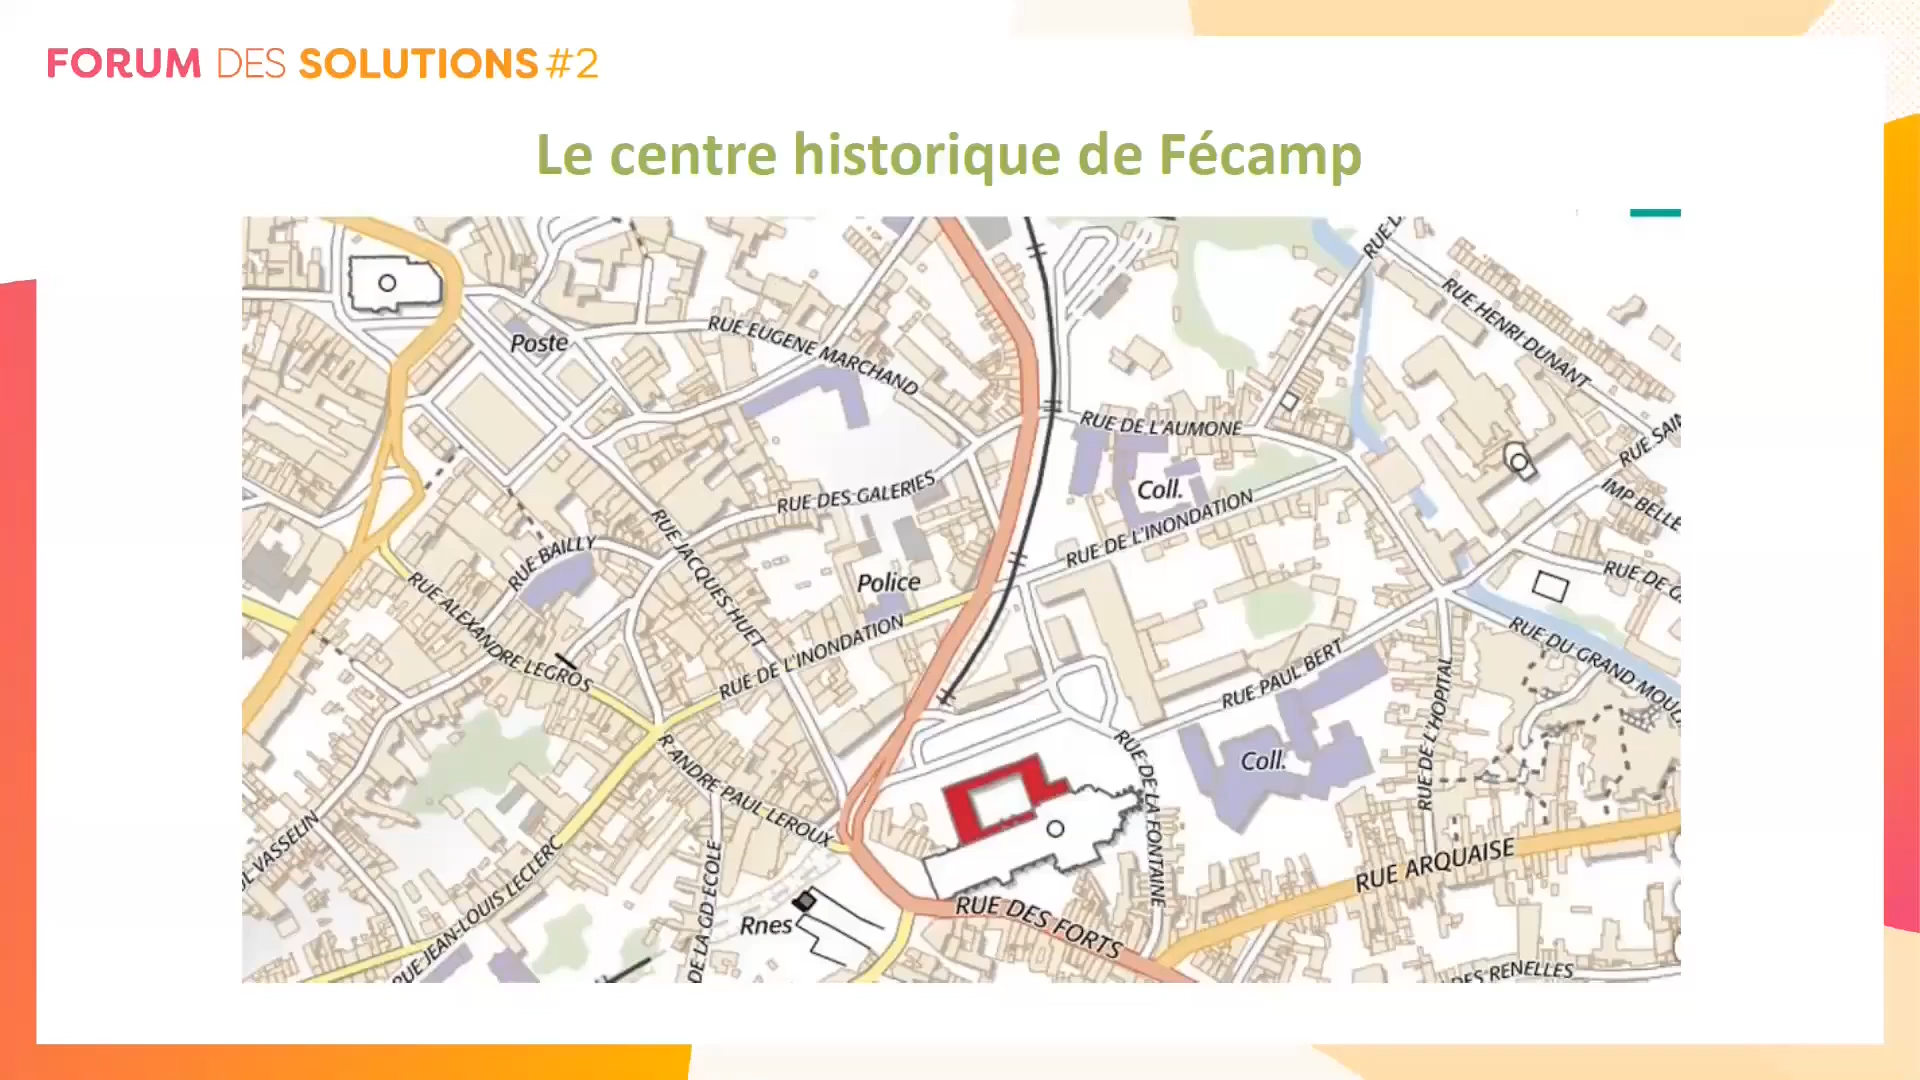 FORUM DES SOLUTIONS #2
Le centre historique de Fécamp
RUE HENRI DUNANT
Poste
RUE EUGENE MARCHAND
RUE DE L'AUMONE
RUE DES GALERIES
Coll.
RUE DE L'INONDATION
IMP BELLE
RUE BAILLY
RUE JACQUES HUET
Police
RUE ALEXANDRE LEGROS
RUE DE L'INONDATION
RUE PAUL BERT
RUE DU GRAND MOUL
RUE DE L'HOPITAL
R ANDRE PAUL LEROUX
RUE DE LA FONTAINE
Coll.
VASSELIN
RUE JEAN-LOUIS LECLERC
DE LA GD ECOLE
RUE ARQUAISE
Rnes
RUE DES FORTS
DES RENELLES